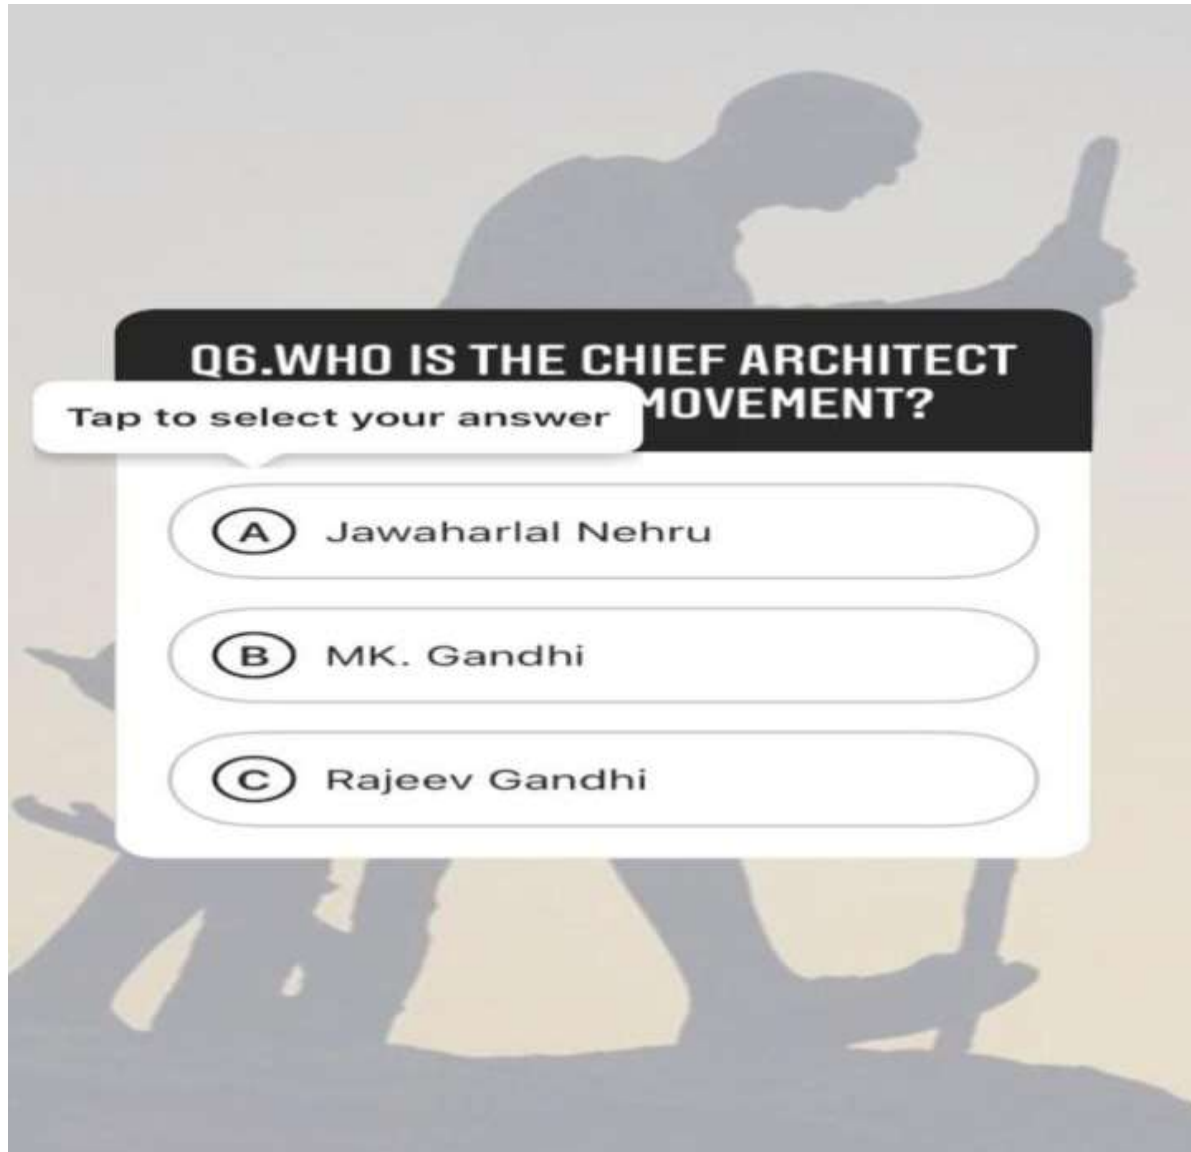 Q6.WHO IS THE CHIEF ARCHITECT
MOVEMENT?
Tap to select your answer
A Jawaharlal Nehru
B MK. Gandhi
C Rajeev Gandhi